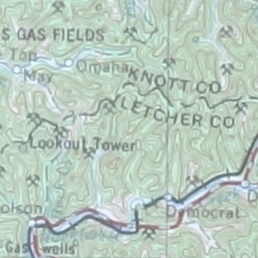 S GAS FIELDS
Top
Omaha
May
KNOTT CO
LETCHER CO
Lookout Tower
olson
Democrat
Gas wells